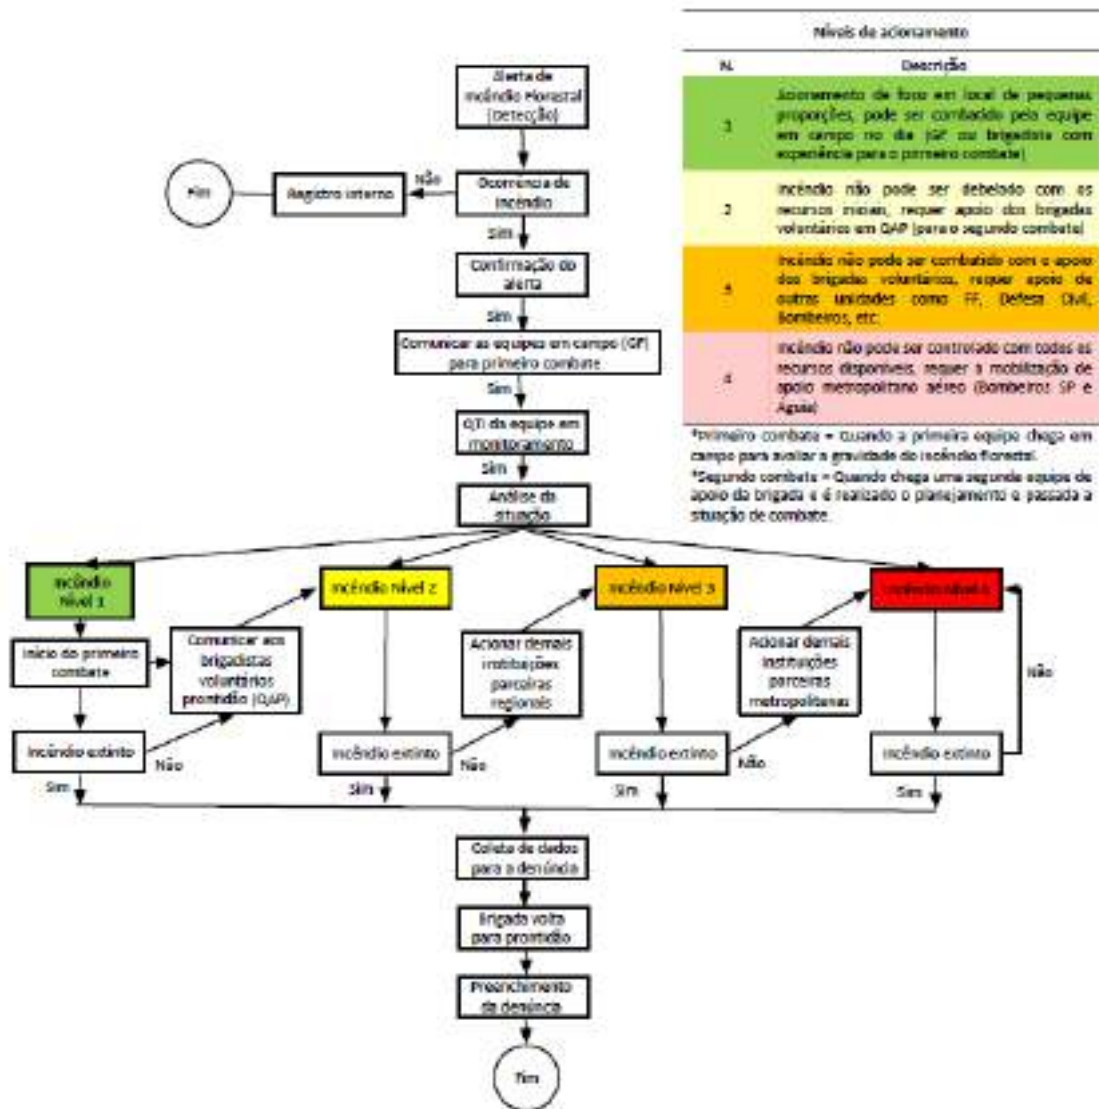 Níveis de acionamento
N.
Descrição
1
Acionamento de foco em local de pequenas
proporções, pode ser combatido pela equipe
em campo no dia (GP ou brigadista com
experiência para o primeiro combate)
2
Incêndio não pode ser debelado com os
recursos iniciais, requer apoio dos brigadas
voluntários em QAP (para o segundo combate)
3
Incêndio não pode ser combatido com o apoio
dos brigadas voluntários, requer apoio de
outras unidades como FF, Defesa Civil,
Bombeiros, etc.
4
Incêndio não pode ser controlado com todos os
recursos disponíveis, requer a mobilização de
apoio metropolitano aéreo (Bombeiros SP e
Águia)
*Primeiro combate = Quando a primeira equipe chega em
campo para avaliar a gravidade do incêndio florestal.
*Segundo combate = Quando chega uma segunda equipe de
apoio da brigada e é realizado o planejamento e passada a
situação de combate.
Alerta de
Incêndio Florestal
(Detecção)
Fim
Registro interno
Não
Ocorrência de
incêndio
Sim
Confirmação do
alerta
Sim
Comunicar as equipes em campo (GP)
para primeiro combate
Sim
QTI da equipe em
monitoramento
Sim
Análise da
situação
Incêndio
Nível 1
Incêndio Nível 2
Incêndio Nível 3
Incêndio Nível 4
Início do primeiro
combate
Comunicar aos
brigadistas
voluntários
prontidão (QAP)
Acionar demais
instituições
parceiras
regionais
Acionar demais
instituições
parceiras
metropolitanas
Não
Incêndio extinto
Não
Incêndio extinto
Não
Incêndio extinto
Não
Incêndio extinto
Sim
Sim
Sim
Sim
Coleta de dados
para a denúncia
Brigada volta
para prontidão
Preenchimento
da denúncia
Fim